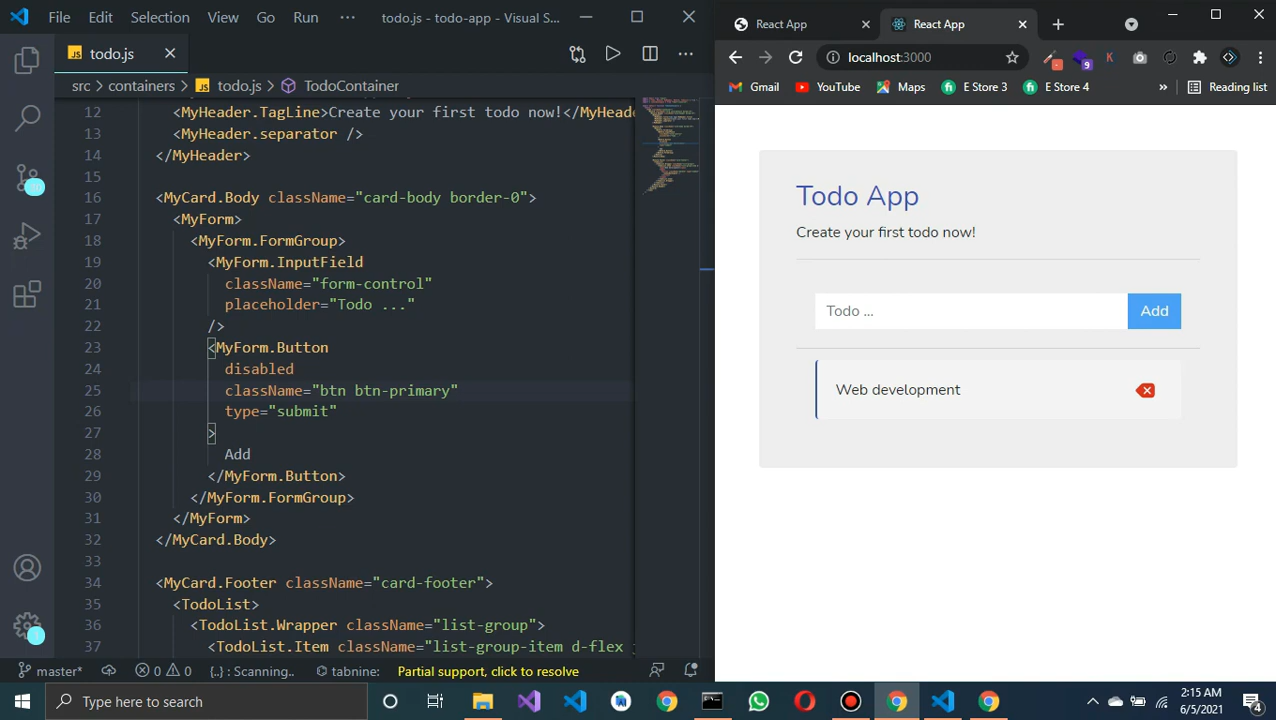 File Edit Selection View Go Run ··· todo.js - todo-app - Visual S...
JS todo.js
src > containers > JS todo.js > TodoContainer
12 <MyHeader.TagLine>Create your first todo now!</MyHeade
13 <MyHeader.separator />
14 </MyHeader>
15
16 <MyCard.Body className="card-body border-0">
17 <MyForm>
18 <MyForm.FormGroup>
19 <MyForm.InputField
20 className="form-control"
21 placeholder="Todo ..."
22 />
23 <MyForm.Button
24 disabled
25 className="btn btn-primary"
26 type="submit"
27 >
28 Add
29 </MyForm.Button>
30 </MyForm.FormGroup>
31 </MyForm>
32 </MyCard.Body>
33
34 <MyCard.Footer className="card-footer">
35 <TodoList>
36 <TodoList.Wrapper className="list-group">
37 <TodoList.Item className="list-group-item d-flex
1
master* 0 0 {..} : Scanning.. tabnine: Partial support, click to resolve
React App React App
localhost:3000 9 K
Gmail YouTube Maps E Store 3 E Store 4 » Reading list
Todo App
Create your first todo now!
Todo ... Add
Web development
Type here to search
2:15 AM
6/5/2021
4